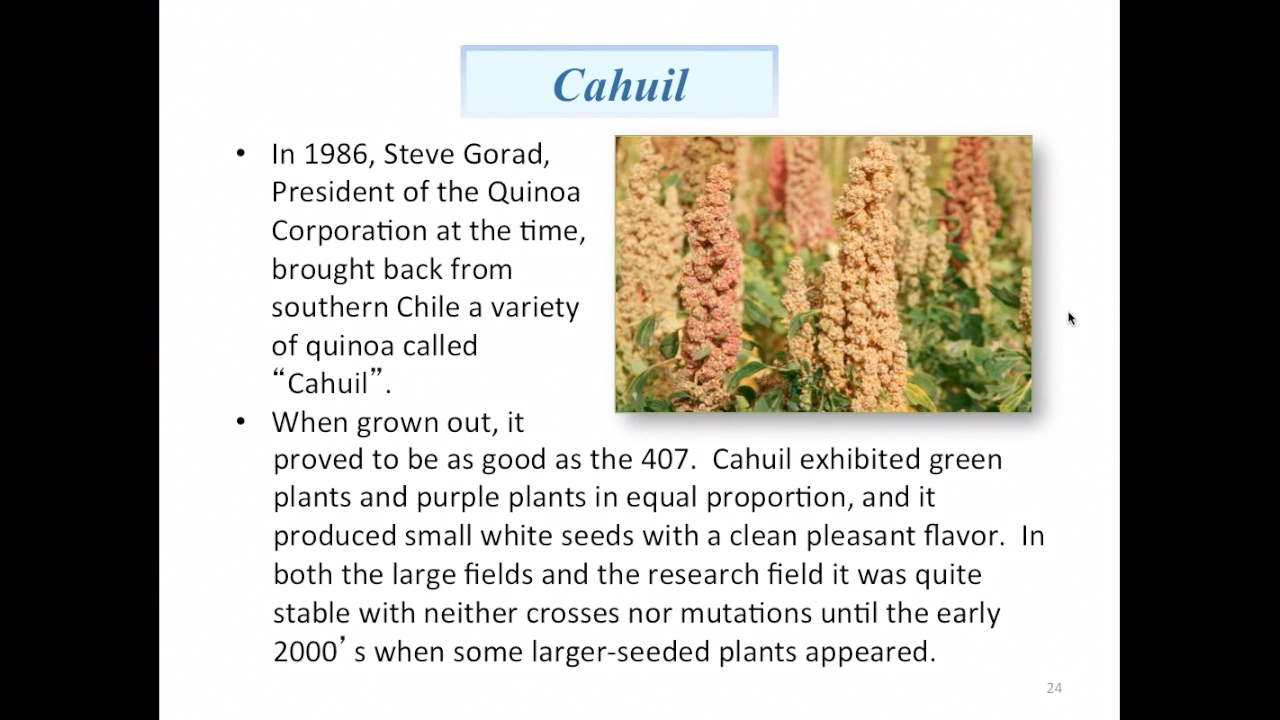 Cahuil
• In 1986, Steve Gorad,
President of the Quinoa
Corporation at the time,
brought back from
southern Chile a variety
of quinoa called
“Cahuil”.
• When grown out, it
proved to be as good as the 407.  Cahuil exhibited green
plants and purple plants in equal proportion, and it
produced small white seeds with a clean pleasant flavor.  In
both the large fields and the research field it was quite
stable with neither crosses nor mutations until the early
2000’s when some larger-seeded plants appeared.
24